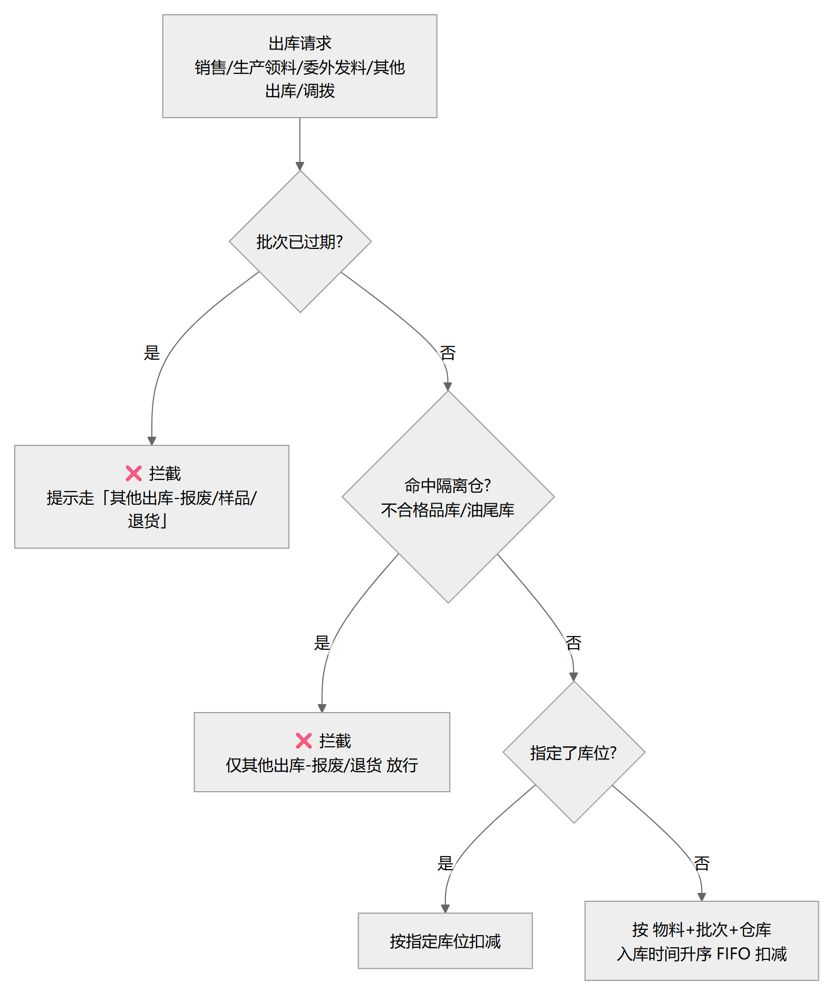 出库请求
销售/生产领料/委外发料/其他
出库/调拨
批次已过期?
是
否
❌ 拦截
提示走「其他出库-报废/样品/
退货」
命中隔离仓?
不合格品库/油尾库
是
否
❌ 拦截
仅其他出库-报废/退货 放行
指定了库位?
是
否
按指定库位扣减
按 物料+批次+仓库
入库时间升序 FIFO 扣减